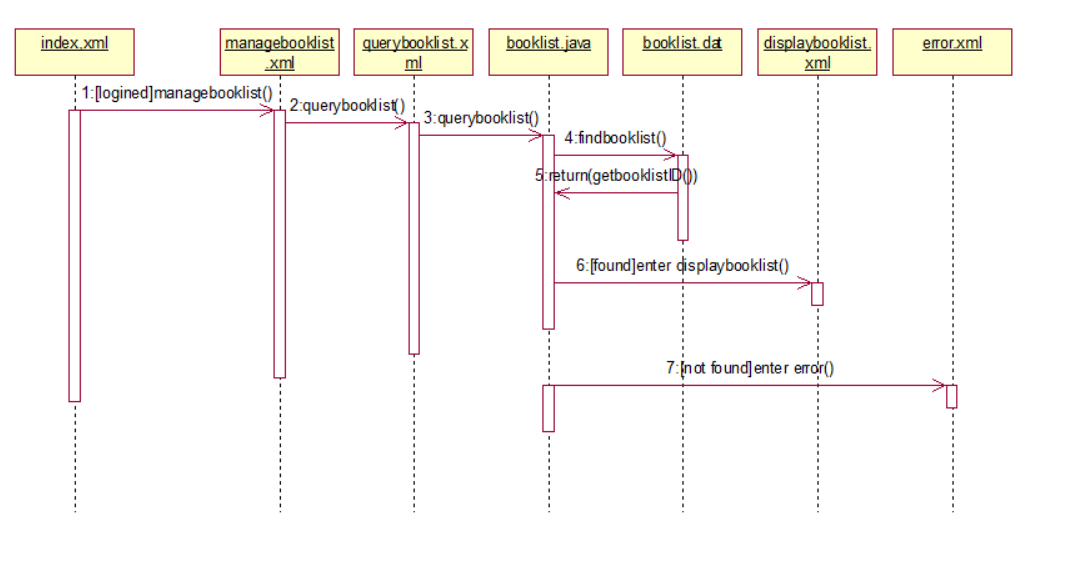 index.xml
managebooklist
.xml
querybooklist.x
ml
booklist.java
booklist.dat
displaybooklist.
xml
error.xml
1:[logined]managebooklist()
2:querybooklist()
3:querybooklist()
4:findbooklist()
5:return(getbooklistID())
6:[found]enter displaybooklist()
7:[not found]enter error()